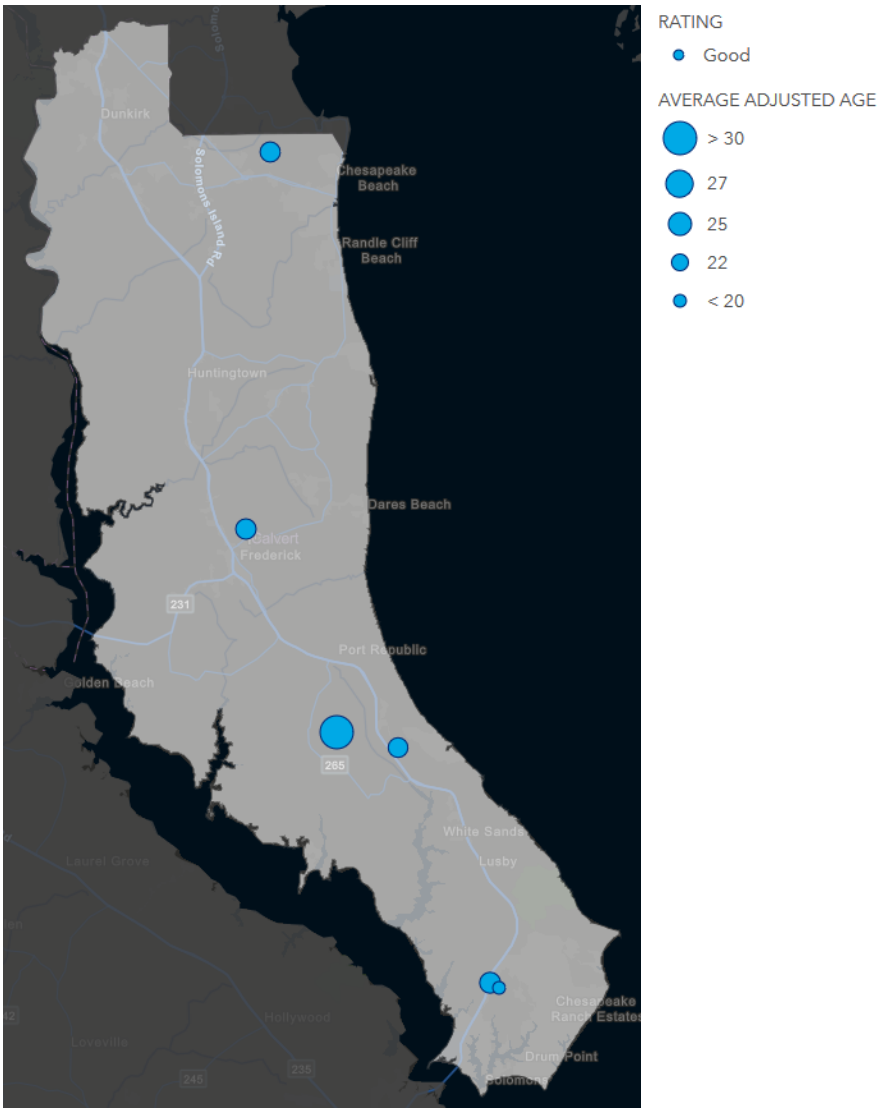 RATING
Good
AVERAGE ADJUSTED AGE
> 30
27
25
22
< 20
Solomons
Dunkirk
Solomons Island Rd
Chesapeake
Beach
Randle Cliff
Beach
Huntingtown
Dares Beach
Calvert
Frederick
231
Port Republic
Golden Beach
265
White Sands
Lusby
Laurel Grove
Chesapeake
Ranch Estates
42
Hollywood
Loveville
Drum Point
235
245
Solomons